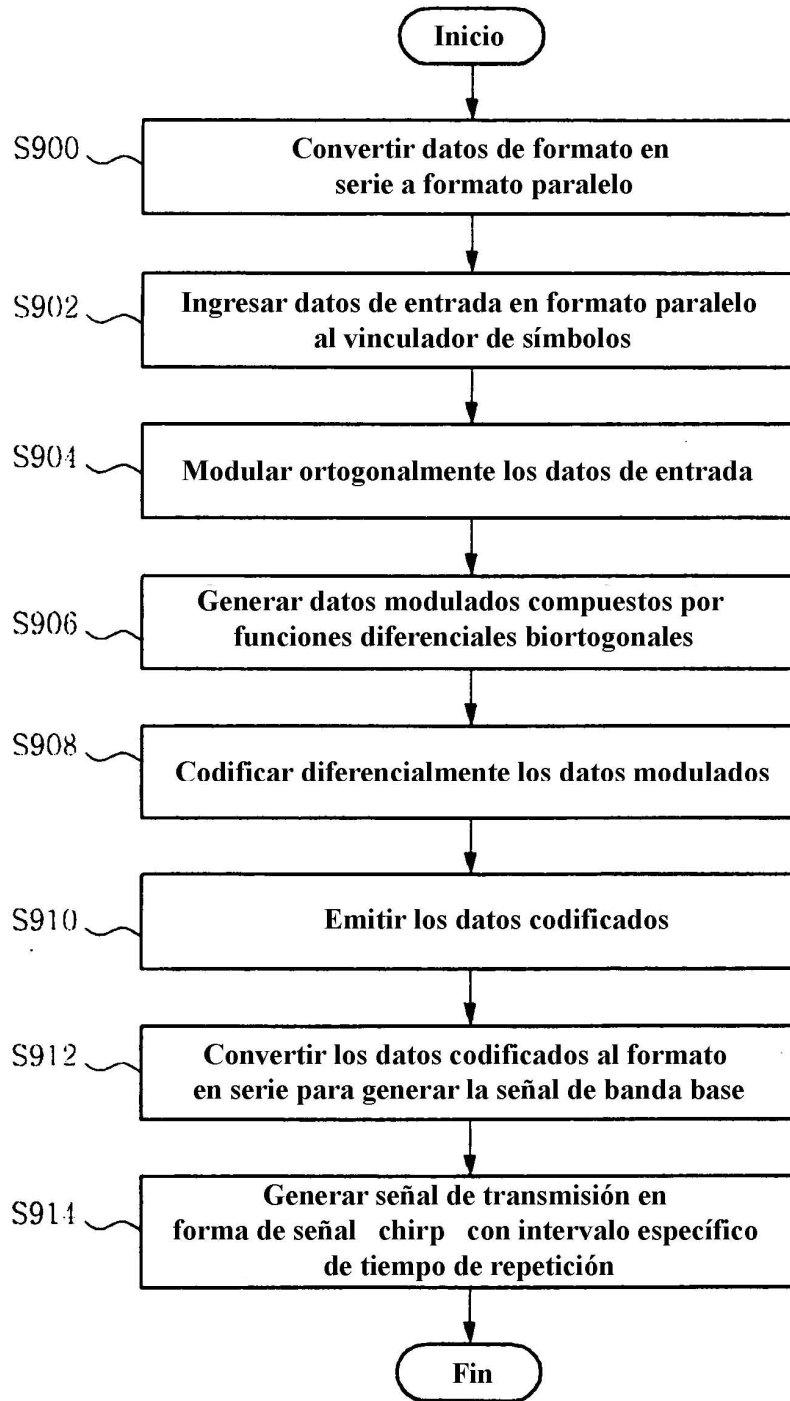 Inicio
S900
Convertir datos de formato en
serie a formato paralelo
S902
Ingresar datos de entrada en formato paralelo
al vinculador de símbolos
S904
Modular ortogonalmente los datos de entrada
S906
Generar datos modulados compuestos por
funciones diferenciales biortogonales
S908
Codificar diferencialmente los datos modulados
S910
Emitir los datos codificados
S912
Convertir los datos codificados al formato
en serie para generar la señal de banda base
S914
Generar señal de transmisión en
forma de señal chirp con intervalo específico
de tiempo de repetición
Fin